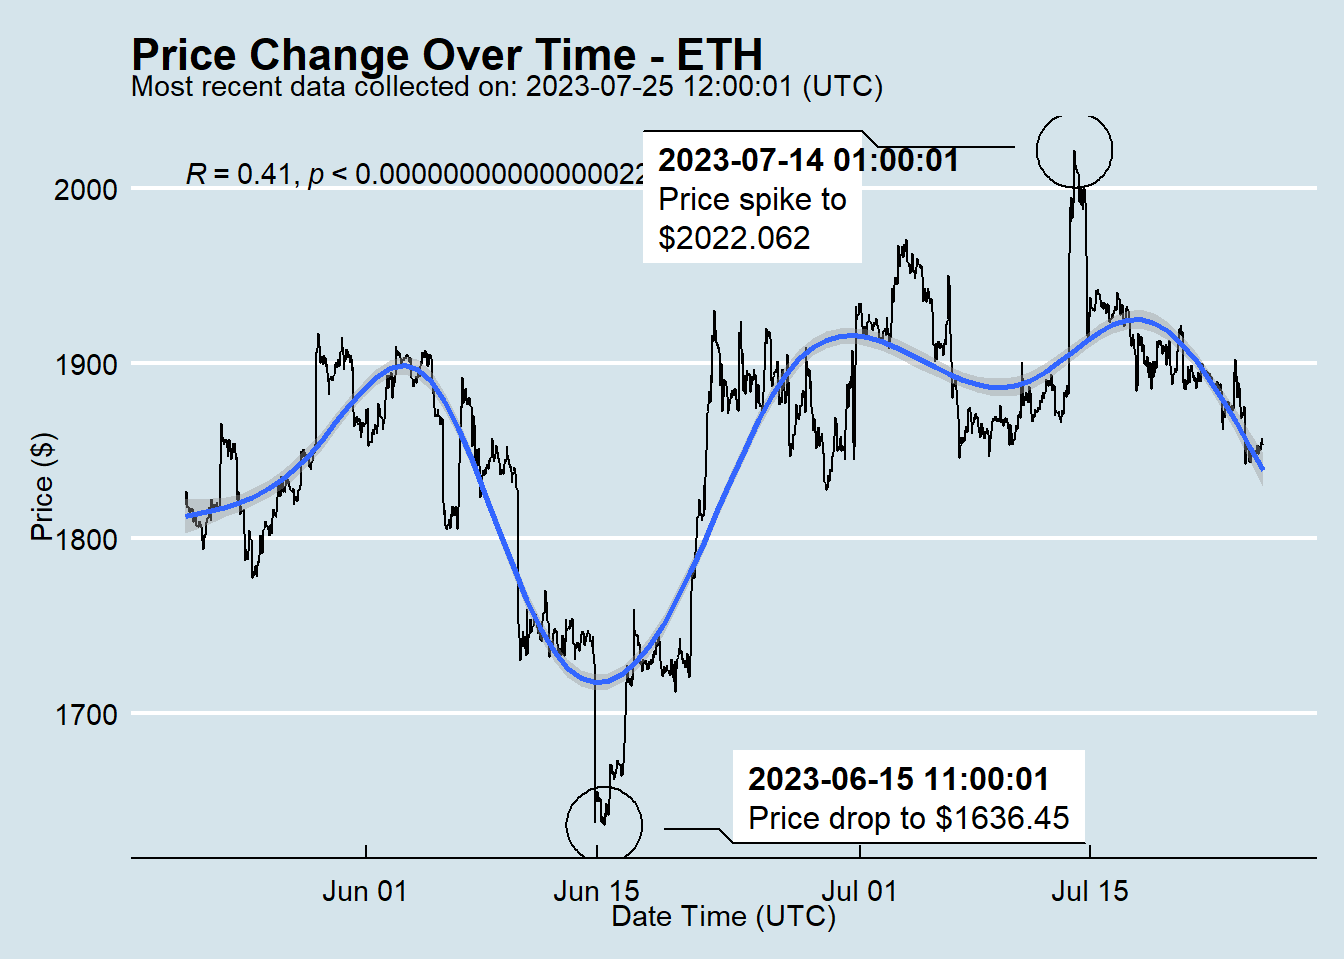 Price Change Over Time - ETH
Most recent data collected on: 2023-07-25 12:00:01 (UTC)
R = 0.41, p < 0.00000000000000022
2023-07-14 01:00:01
Price spike to
$2022.062
2000
1900
1800
1700
Price ($)
2023-06-15 11:00:01
Price drop to $1636.45
Jun 01
Jun 15
Jul 01
Jul 15
Date Time (UTC)